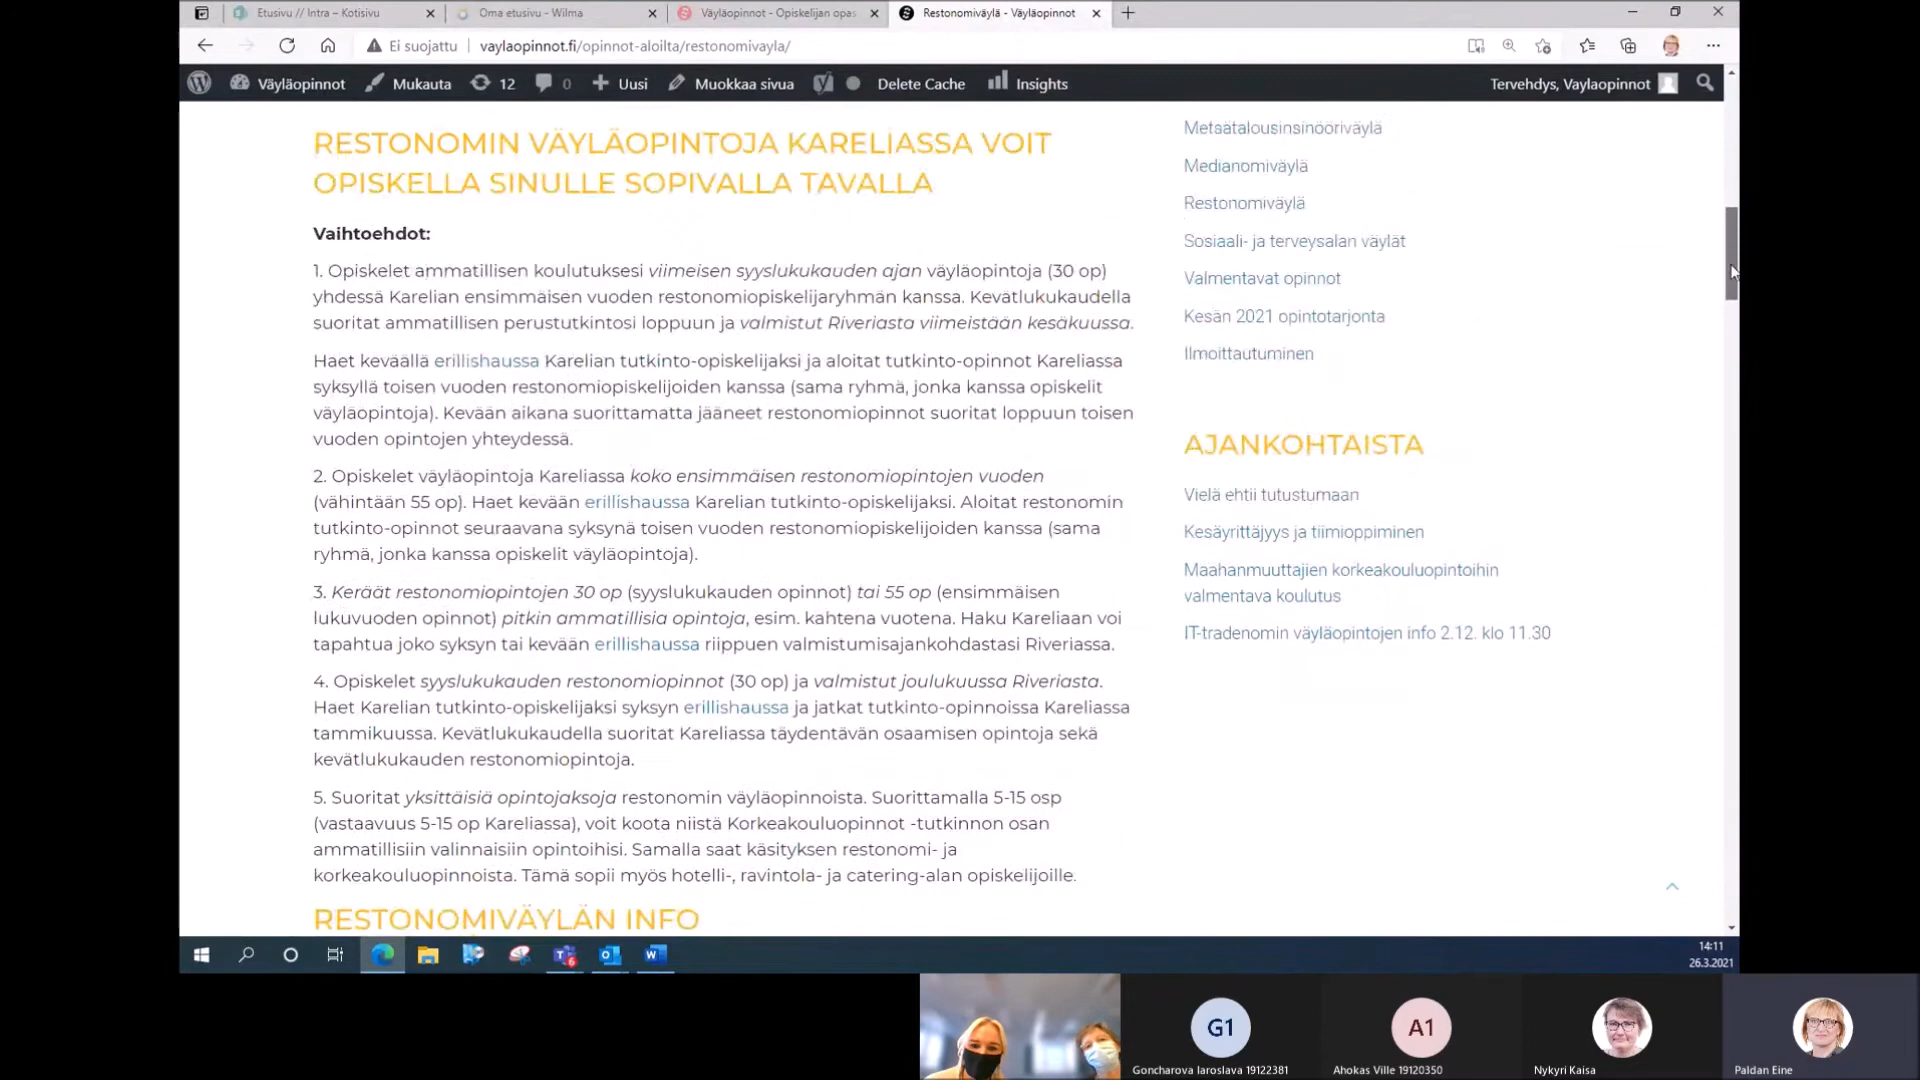 Etusivu // Intra – Kotisivu
Oma etusivu - Wilma
Väyläopinnot - Opiskelijan opas
Restonomiväylä - Väyläopinnot
Ei suojattu
vaylaopinnot.fi/opinnot-aloilta/restonomivayla/
Väyläopinnot
Mukauta
12
0
Uusi
Muokkaa sivua
Delete Cache
Insights
Tervehdys, Vaylaopinnot
RESTONOMIN VÄYLÄOPINTOJA KARELIASSA VOIT
OPISKELLA SINULLE SOPIVALLA TAVALLA
Vaihtoehdot:
1. Opiskelet ammatillisen koulutuksesi viimeisen syyslukukauden ajan väyläopintoja (30 op)
yhdessä Karelian ensimmäisen vuoden restonomiopiskelijaryhmän kanssa. Kevätlukukaudella
suoritat ammatillisen perustutkintosi loppuun ja valmistut Riveriasta viimeistään kesäkuussa.
Haet keväällä erillishaussa Karelian tutkinto-opiskelijaksi ja aloitat tutkinto-opinnot Kareliassa
syksyllä toisen vuoden restonomiopiskelijoiden kanssa (sama ryhmä, jonka kanssa opiskelit
väyläopintoja). Kevään aikana suorittamatta jääneet restonomiopinnot suoritat loppuun toisen
vuoden opintojen yhteydessä.
2. Opiskelet väyläopintoja Kareliassa koko ensimmäisen restonomiopintojen vuoden
(vähintään 55 op). Haet kevään erillishaussa Karelian tutkinto-opiskelijaksi. Aloitat restonomin
tutkinto-opinnot seuraavana syksynä toisen vuoden restonomiopiskelijoiden kanssa (sama
ryhmä, jonka kanssa opiskelit väyläopintoja).
3. Keräät restonomiopintojen 30 op (syyslukukauden opinnot) tai 55 op (ensimmäisen
lukuvuoden opinnot) pitkin ammatillisia opintoja, esim. kahtena vuotena. Haku Kareliaan voi
tapahtua joko syksyn tai kevään erillishaussa riippuen valmistumisajankohdastasi Riveriassa.
4. Opiskelet syyslukukauden restonomiopinnot (30 op) ja valmistut joulukuussa Riveriasta.
Haet Karelian tutkinto-opiskelijaksi syksyn erillishaussa ja jatkat tutkinto-opinnoissa Kareliassa
tammikuussa. Kevätlukukaudella suoritat Kareliassa täydentävän osaamisen opintoja sekä
kevätlukukauden restonomiopintoja.
5. Suoritat yksittäisiä opintojaksoja restonomin väyläopinnoista. Suorittamalla 5-15 osp
(vastaavuus 5-15 op Kareliassa), voit koota niistä Korkeakouluopinnot -tutkinnon osan
ammatillisiin valinnaisiin opintoihisi. Samalla saat käsityksen restonomi- ja
korkeakouluopinnoista. Tämä sopii myös hotelli-, ravintola- ja catering-alan opiskelijoille.
RESTONOMIVÄYLÄN INFO
Metsätalousinsinööriväylä
Medianomiväylä
Restonomiväylä
Sosiaali- ja terveysalan väylät
Valmentavat opinnot
Kesän 2021 opintotarjonta
Ilmoittautuminen
AJANKOHTAISTA
Vielä ehtii tutustumaan
Kesäyrittäjyys ja tiimioppiminen
Maahanmuuttajien korkeakouluopintoihin
valmentava koulutus
IT-tradenomin väyläopintojen info 2.12. klo 11.30
6
14:11
26.3.2021
G1
A1
Goncharova Iaroslava 19122381
Ahokas Ville 19120350
Nykyri Kaisa
Paldan Eine